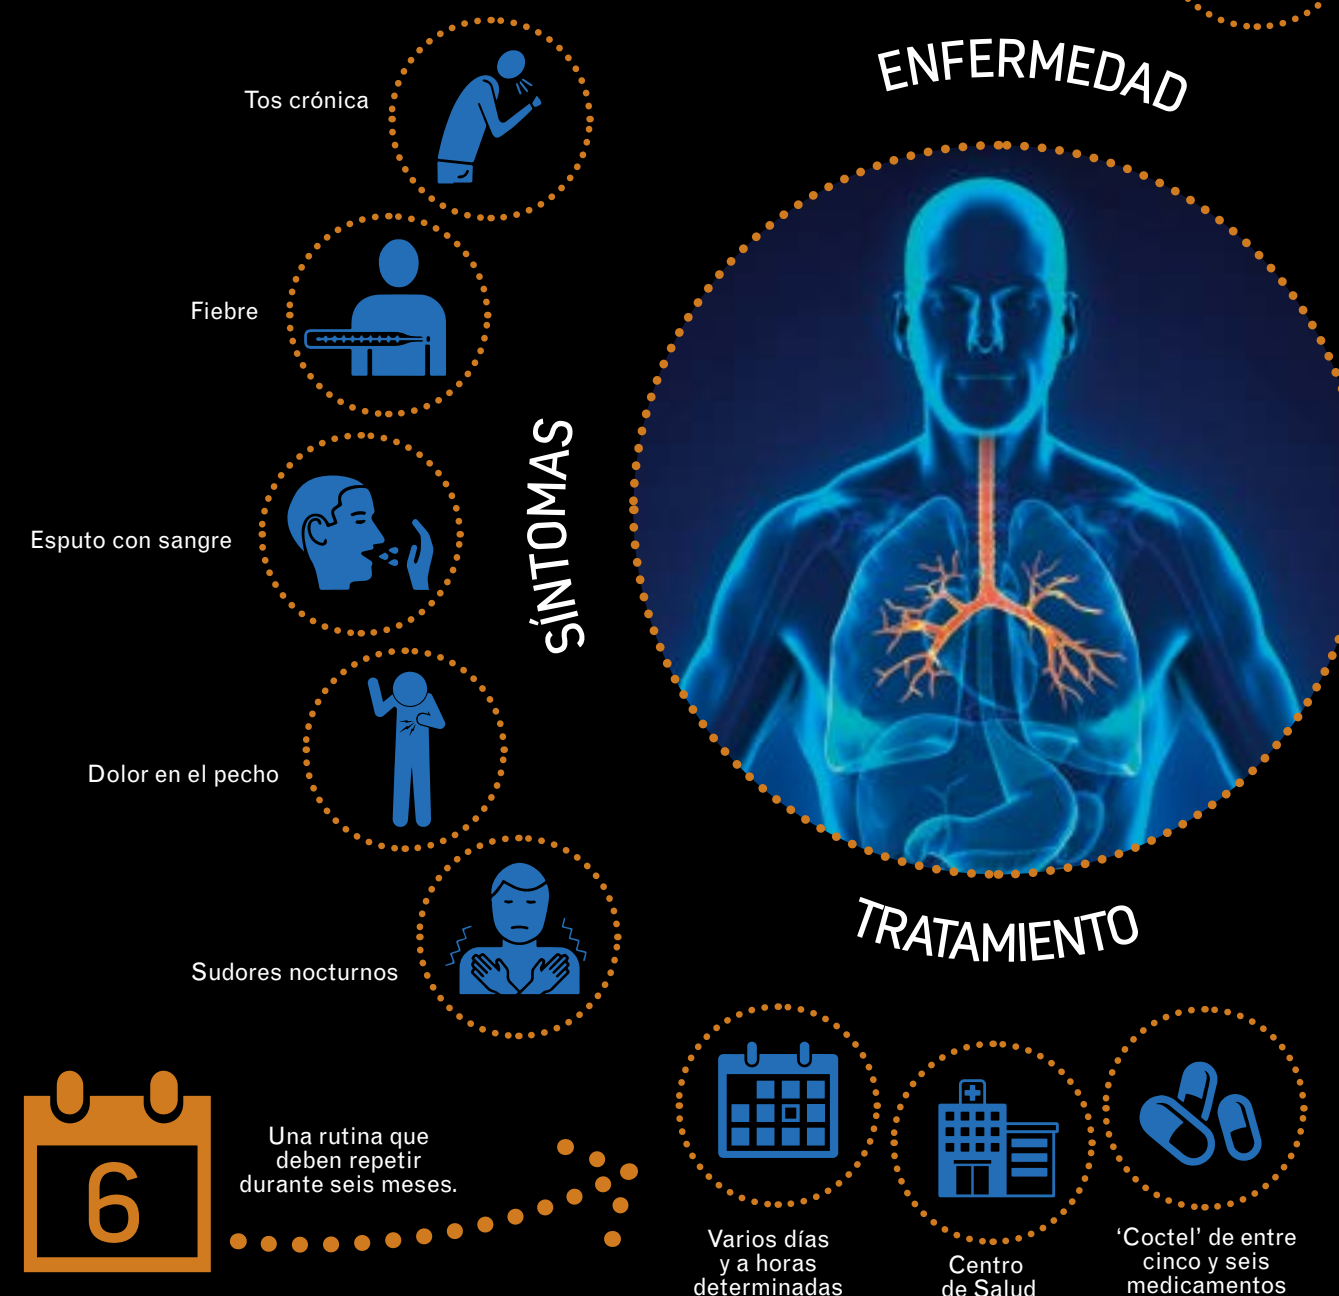 ENFERMEDAD
Tos crónica
Fiebre
SÍNTOMAS
Esputo con sangre
Dolor en el pecho
Sudores nocturnos
TRATAMIENTO
6
Una rutina que
deben repetir
durante seis meses.
Varios días
y a horas
determinadas
Centro
de Salud
‘Coctel’ de entre
cinco y seis
medicamentos